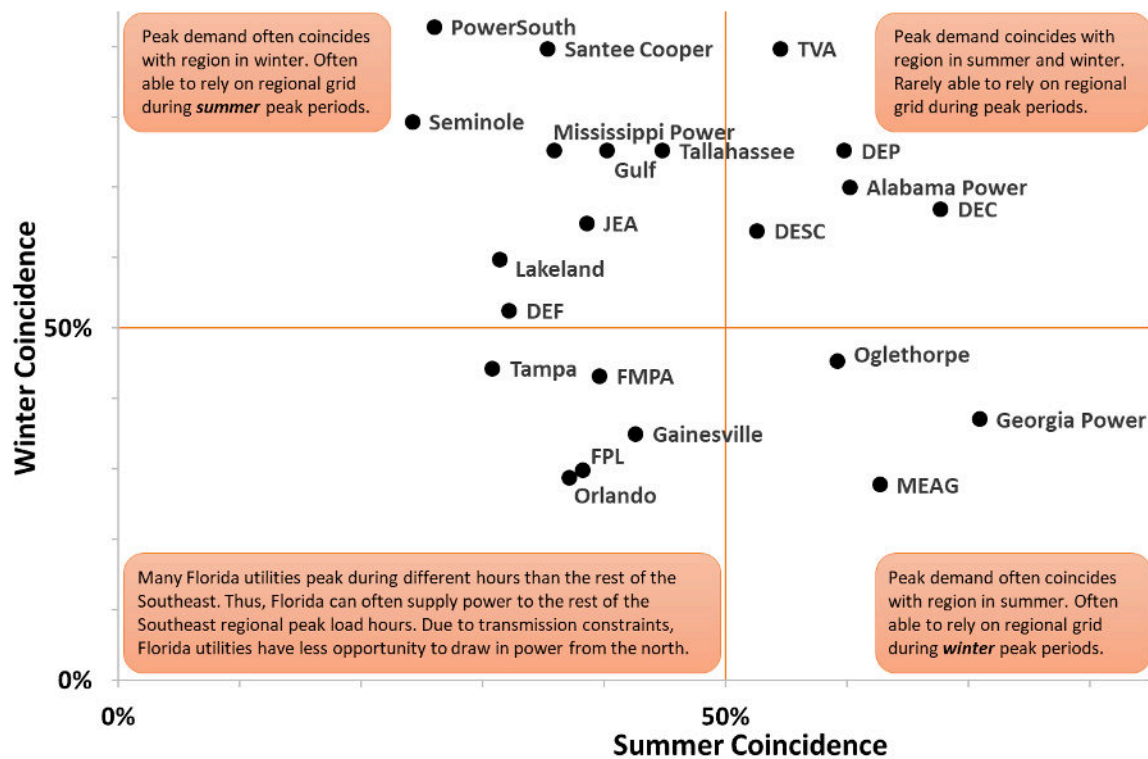 Peak demand often coincides
with region in winter. Often
able to rely on regional grid
during summer peak periods.
PowerSouth
Santee Cooper
TVA
Peak demand coincides with
region in summer and winter.
Rarely able to rely on regional
grid during peak periods.
Seminole
Mississippi Power
Gulf
Tallahassee
DEP
Alabama Power
DEC
JEA
DESC
Lakeland
DEF
50%
Winter Coincidence
Tampa
FMPA
Oglethorpe
Georgia Power
Gainesville
FPL
Orlando
MEAG
Many Florida utilities peak during different hours than the rest of the
Southeast. Thus, Florida can often supply power to the rest of the
Southeast regional peak load hours. Due to transmission constraints,
Florida utilities have less opportunity to draw in power from the north.
Peak demand often coincides
with region in summer. Often
able to rely on regional grid
during winter peak periods.
0%
0%
50%
Summer Coincidence